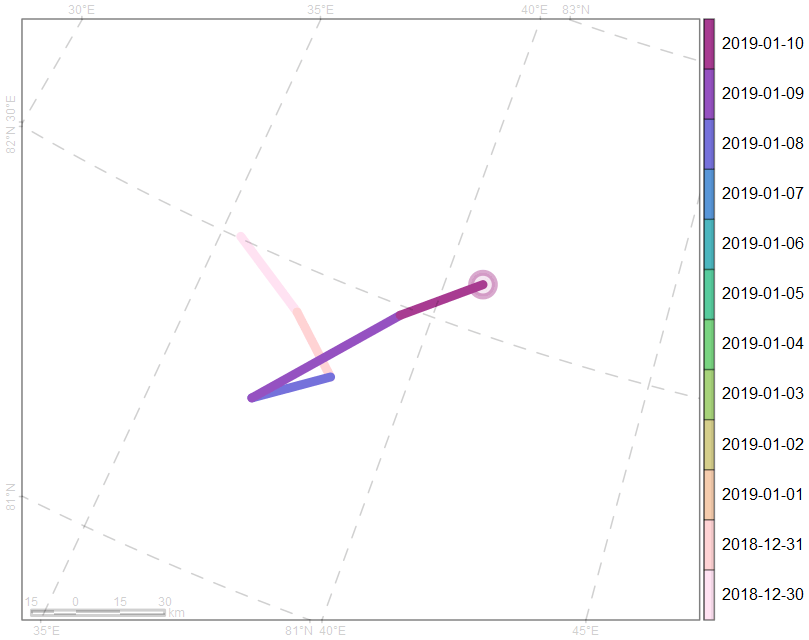 30°E 35°E 40°E 83°N
82°N 30°E
81°N
15 0 15 30
km
35°E 81°N 40°E 45°E
2019-01-10
2019-01-09
2019-01-08
2019-01-07
2019-01-06
2019-01-05
2019-01-04
2019-01-03
2019-01-02
2019-01-01
2018-12-31
2018-12-30